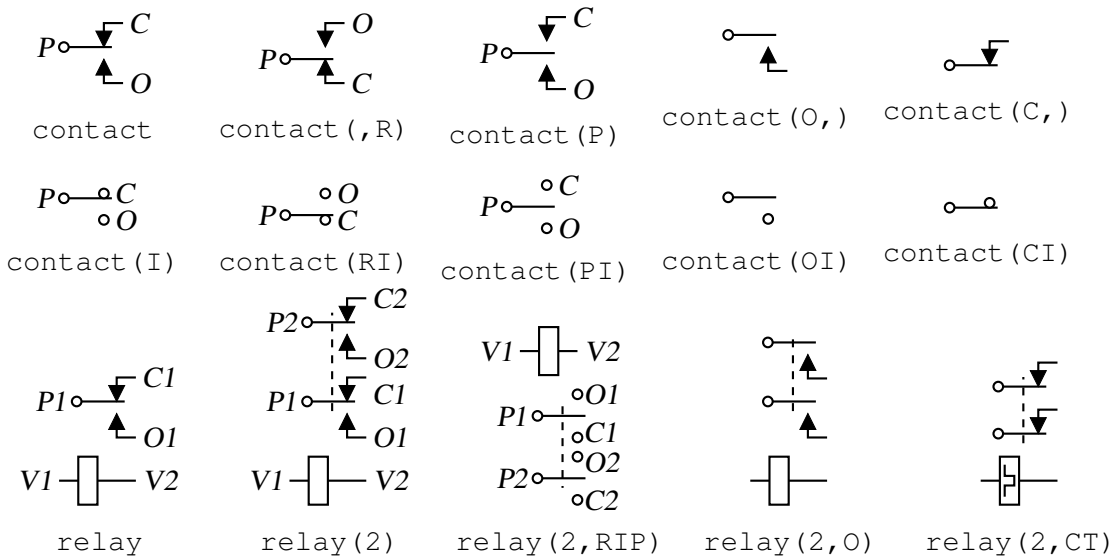 C
P
O
contact
O
P
C
contact(,R)
C
P
O
contact(P)
contact(O,)
contact(C,)
P
C
O
contact(I)
O
P
C
contact(RI)
C
P
O
contact(PI)
contact(OI)
contact(CI)
C1
P1
O1
V1 V2
relay
C2
P2
O2
C1
P1
O1
V1 V2
relay(2)
V1 V2
O1
P1
C1
O2
P2
C2
relay(2,RIP)
relay(2,O)
relay(2,CT)